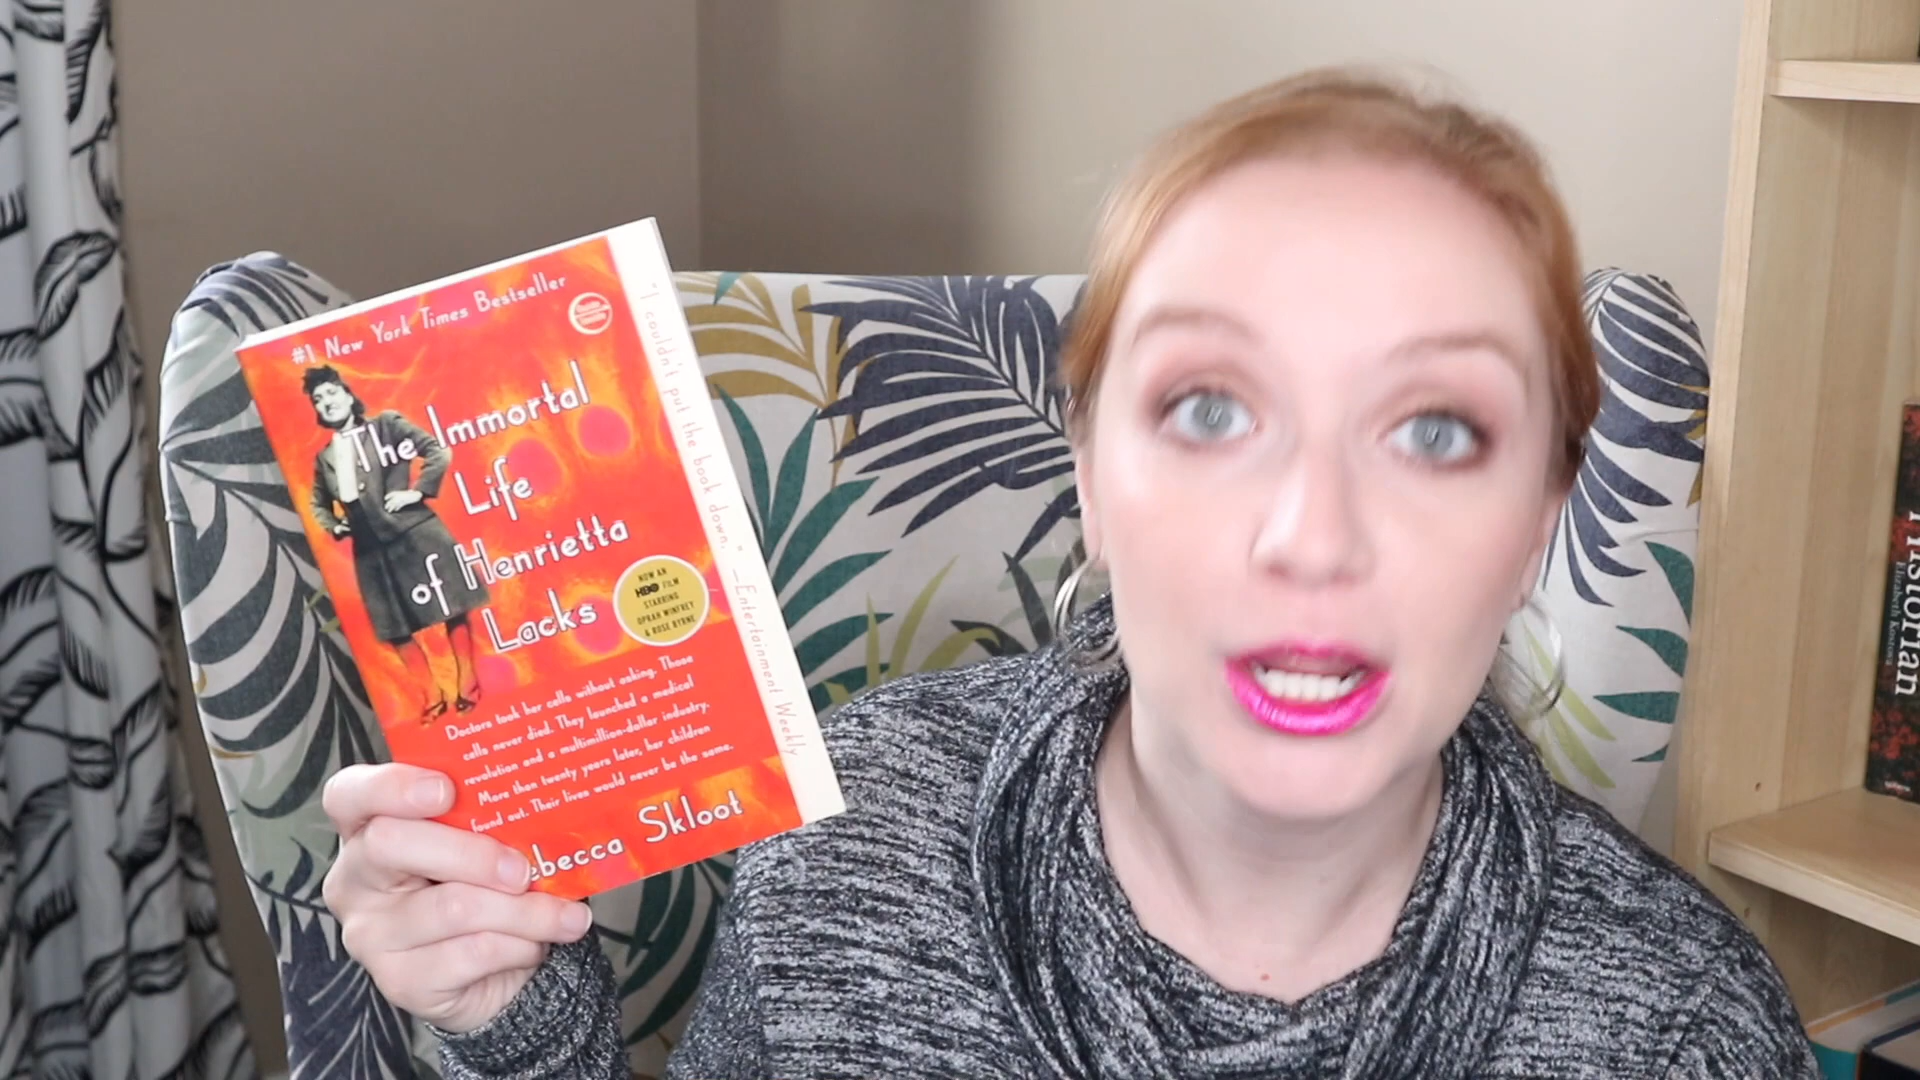 #1 New York Times Bestseller
The Immortal
Life
of Henrietta
Lacks
NOW AN
HBO FILM
STARRING
OPRAH WINFREY
& ROSE BYRNE
Doctors took her cells without asking. Those
cells never died. They launched a medical
revolution and a multimillion-dollar industry.
More than twenty years later, her children
found out. Their lives would never be the same.
ebecca Skloot
"I couldn't put the book down." —Entertainment Weekly
Historian
Elizabeth Kostova